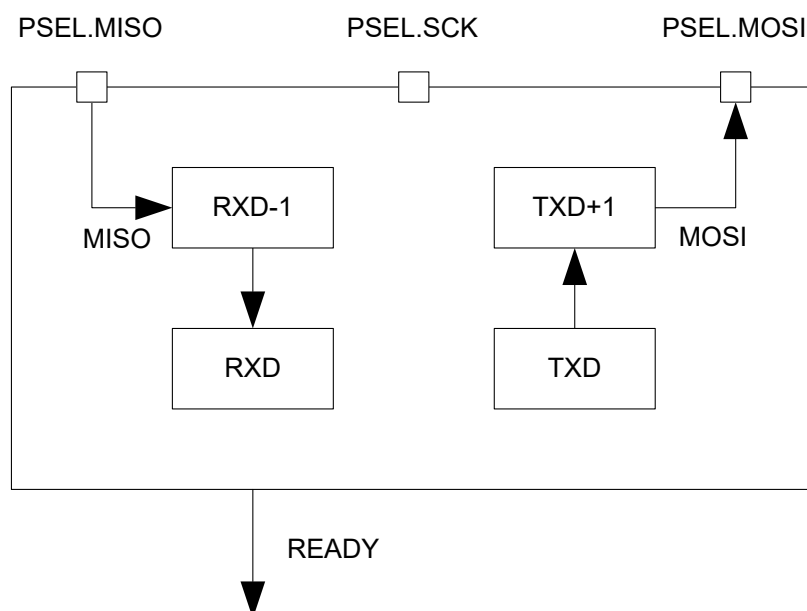 PSEL.MISO PSEL.SCK PSEL.MOSI
RXD-1 TXD+1
MISO MOSI
RXD TXD
READY